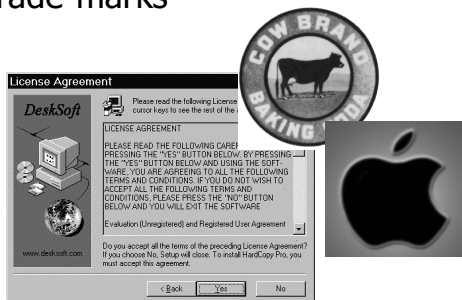 rade marks
License Agreement
DeskSoft
Please read the following License
cursor keys to see the rest of the
LICENSE AGREEMENT
PLEASE READ THE FOLLOWING CAREF
PRESSING THE "YES" BUTTON BELOW. BY PRESSING
THE "YES" BUTTON BELOW AND USING THE SOFT-
WARE, YOU ARE AGREEING TO ALL THE FOLLOWING
TERMS AND CONDITIONS. IF YOU DO NOT WISH TO
ACCEPT ALL THE FOLLOWING TERMS AND
CONDITIONS, PLEASE PRESS THE "NO" BUTTON
BELOW AND YOU WILL EXIT THE SOFTWARE.
Evaluation (Unregistered) and Registered User Agreement
www.desksoft.com
Do you accept all the terms of the preceding License Agreement?
If you choose No, Setup will close. To install HardCopy Pro, you
must accept this agreement.
< Back
Yes
No
COW BRAND
BAKING SODA